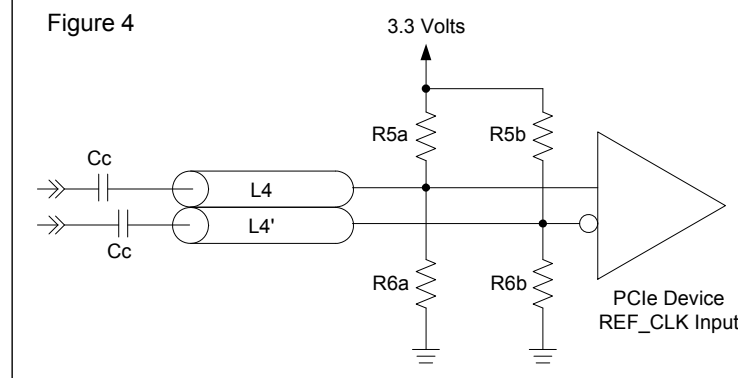 Figure 4
3.3 Volts
R5a
R5b
Cc
L4
L4'
Cc
R6a
R6b
PCIe Device
REF_CLK Input